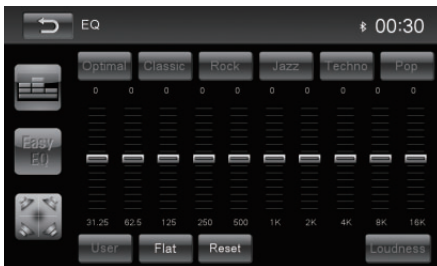 EQ 00:30
Optimal Classic Rock Jazz Techno Pop
0 0 0 0 0 0 0 0 0 0
Easy
EQ
31.25 62.5 125 250 500 1K 2K 4K 8K 16K
User Flat Reset Loudness